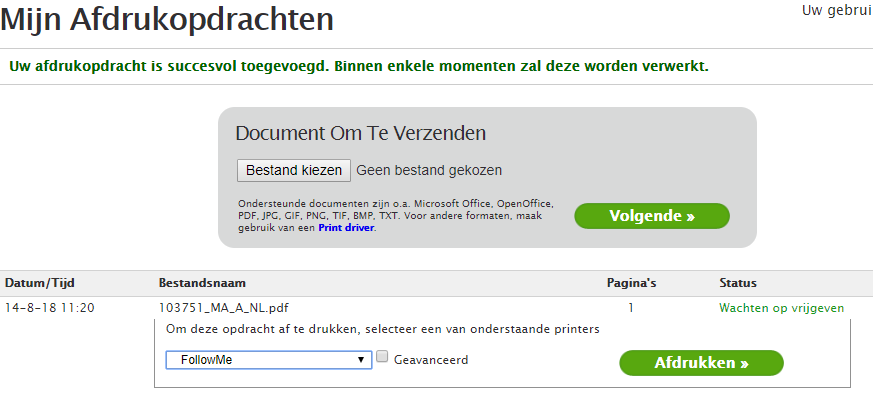 Mijn Afdrukopdrachten
Uw gebrui
Uw afdrukopdracht is succesvol toegevoegd. Binnen enkele momenten zal deze worden verwerkt.
Document Om Te Verzenden
Bestand kiezen Geen bestand gekozen
Ondersteunde documenten zijn o.a. Microsoft Office, OpenOffice,
PDF, JPG, GIF, PNG, TIF, BMP, TXT. Voor andere formaten, maak
gebruik van een Print driver.
Volgende »
Datum/Tijd Bestandsnaam Pagina's Status
14-8-18 11:20 103751_MA_A_NL.pdf 1 Wachten op vrijgeven
Om deze opdracht af te drukken, selecteer een van onderstaande printers
FollowMe Geavanceerd Afdrukken »